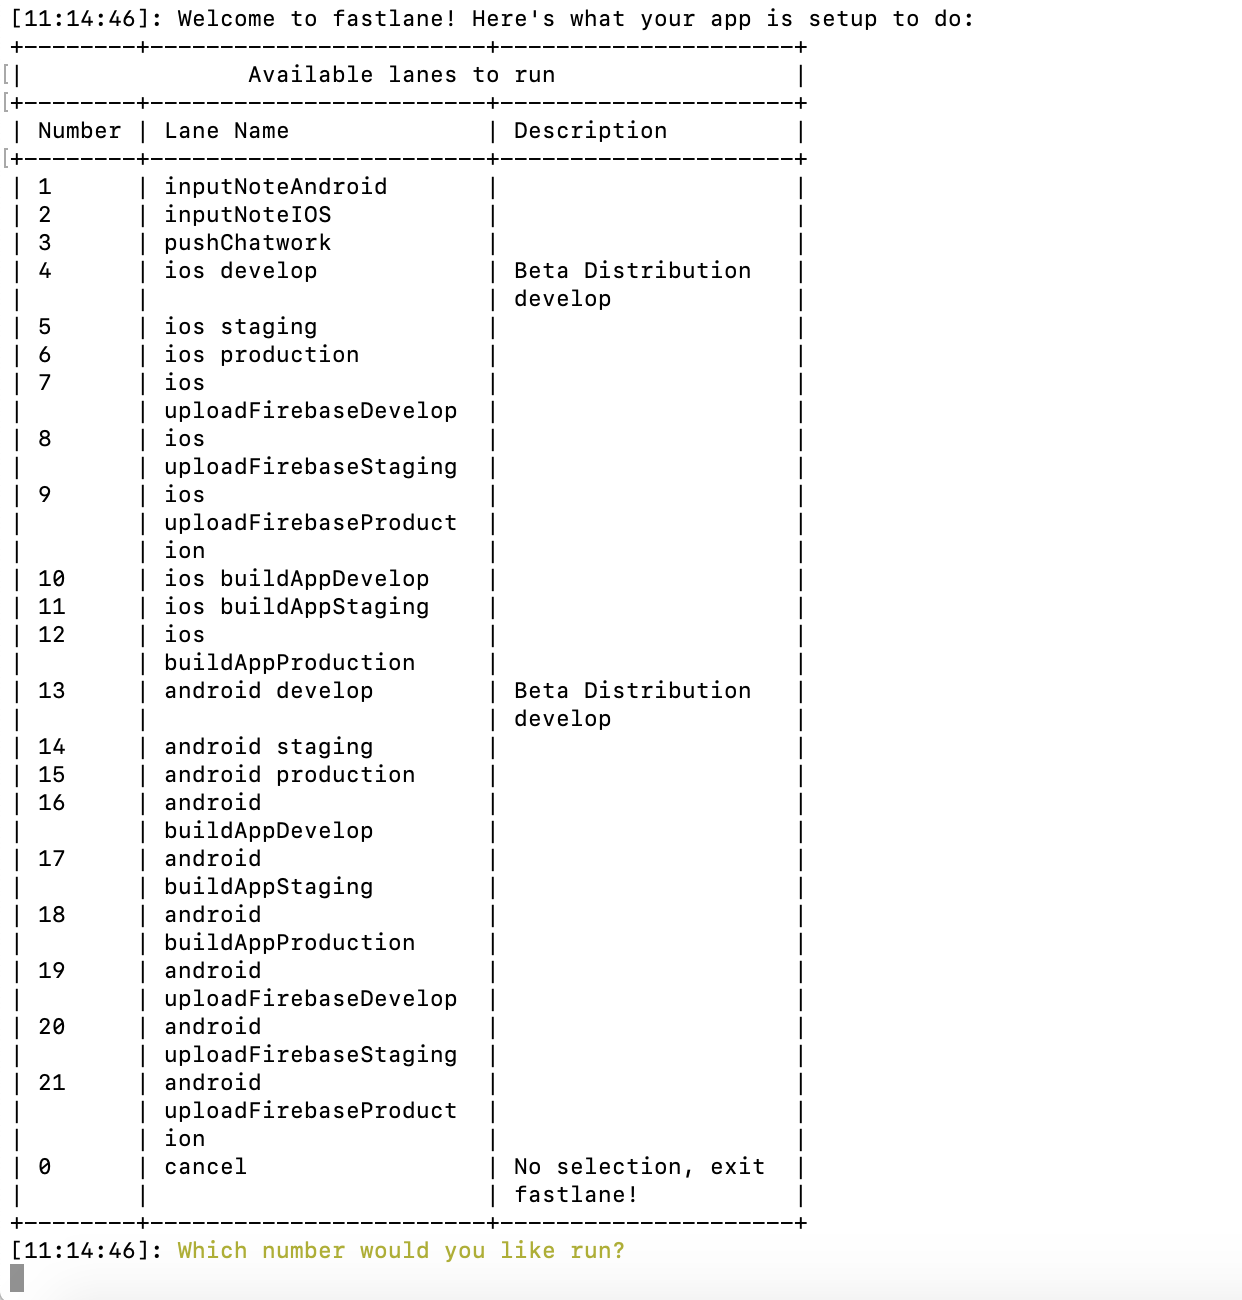 [11:14:46]: Welcome to fastlane! Here's what your app is setup to do:
+--------+------------------------+---------------------+
[| Available lanes to run |
[+--------+------------------------+---------------------+
| Number | Lane Name | Description |
[+--------+------------------------+---------------------+
| 1 | inputNoteAndroid | |
| 2 | inputNoteIOS | |
| 3 | pushChatwork | |
| 4 | ios develop | Beta Distribution |
| | | develop |
| 5 | ios staging | |
| 6 | ios production | |
| 7 | ios | |
| | uploadFirebaseDevelop | |
| 8 | ios | |
| | uploadFirebaseStaging | |
| 9 | ios | |
| | uploadFirebaseProduct | |
| | ion | |
| 10 | ios buildAppDevelop | |
| 11 | ios buildAppStaging | |
| 12 | ios | |
| | buildAppProduction | |
| 13 | android develop | Beta Distribution |
| | | develop |
| 14 | android staging | |
| 15 | android production | |
| 16 | android | |
| | buildAppDevelop | |
| 17 | android | |
| | buildAppStaging | |
| 18 | android | |
| | buildAppProduction | |
| 19 | android | |
| | uploadFirebaseDevelop | |
| 20 | android | |
| | uploadFirebaseStaging | |
| 21 | android | |
| | uploadFirebaseProduct | |
| | ion | |
| 0 | cancel | No selection, exit |
| | | fastlane! |
+--------+------------------------+---------------------+
[11:14:46]: Which number would you like run?